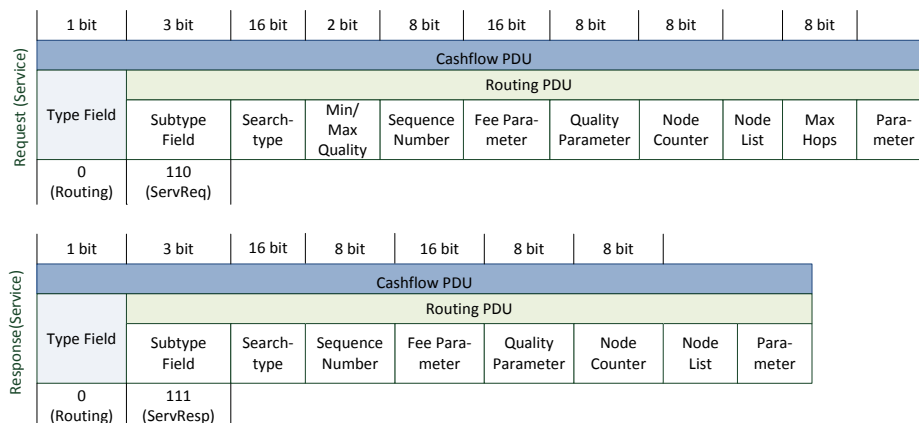 1 bit 3 bit 16 bit 2 bit 8 bit 16 bit 8 bit 8 bit 8 bit
Request (Service)
Cashflow PDU
Type Field
Routing PDU
Subtype
Field
Search-
type
Min/
Max
Quality
Sequence
Number
Fee Para-
meter
Quality
Parameter
Node
Counter
Node
List
Max
Hops
Para-
meter
0
(Routing)
110
(ServReq)
1 bit 3 bit 16 bit 8 bit 16 bit 8 bit 8 bit
Response(Service)
Cashflow PDU
Type Field
Routing PDU
Subtype
Field
Search-
type
Sequence
Number
Fee Para-
meter
Quality
Parameter
Node
Counter
Node
List
Para-
meter
0
(Routing)
111
(ServResp)